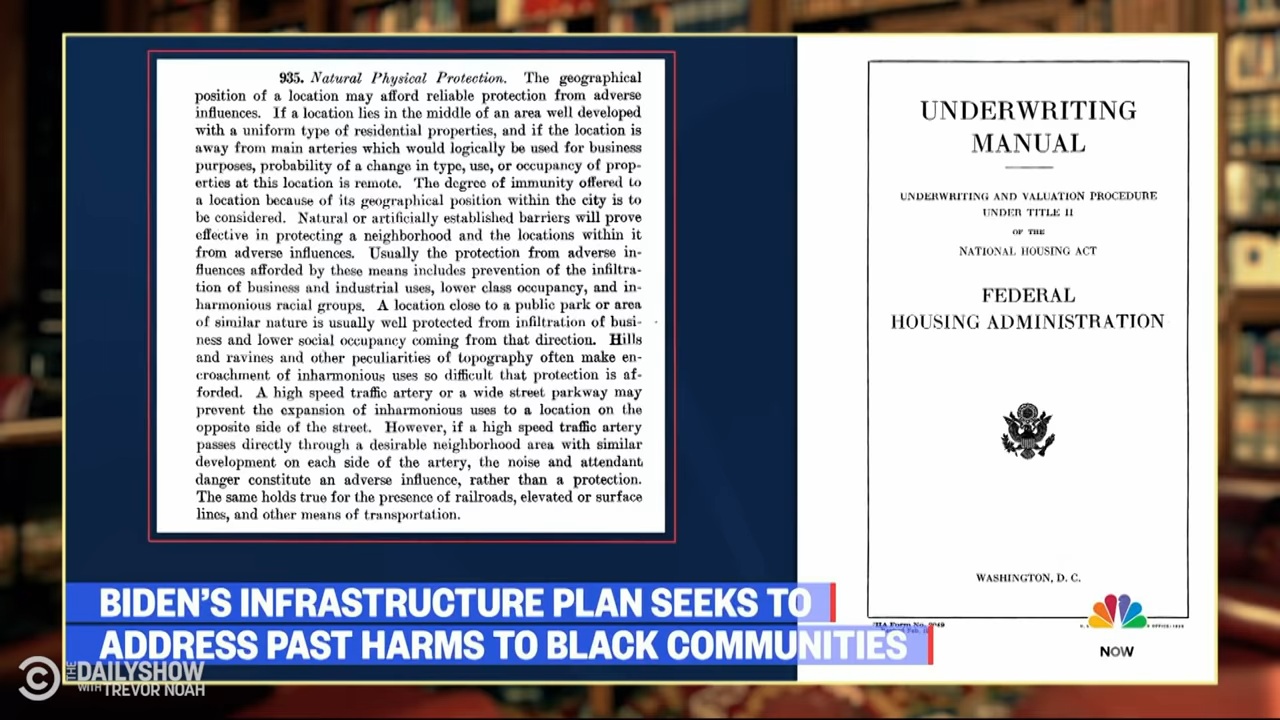 935. Natural Physical Protection. The geographical
position of a location may afford reliable protection from adverse
influences. If a location lies in the middle of an area well developed
with a uniform type of residential properties, and if the location is
away from main arteries which would logically be used for business
purposes, probability of a change in type, use, or occupancy of prop-
erties at this location is remote. The degree of immunity offered to
a location because of its geographical position within the city is to
be considered. Natural or artificially established barriers will prove
effective in protecting a neighborhood and the locations within it
from adverse influences. Usually the protection from adverse in-
fluences afforded by these means includes prevention of the infiltra-
tion of business and industrial uses, lower class occupancy, and in-
harmonious racial groups. A location close to a public park or area
of similar nature is usually well protected from infiltration of busi-
ness and lower social occupancy coming from that direction. Hills
and ravines and other peculiarities of topography often make en-
croachment of inharmonious uses so difficult that protection is af-
forded. A high speed traffic artery or a wide street parkway may
prevent the expansion of inharmonious uses to a location on the
opposite side of the street. However, if a high speed traffic artery
passes directly through a desirable neighborhood area with similar
development on each side of the artery, the noise and attendant
danger constitute an adverse influence, rather than a protection.
The same holds true for the presence of railroads, elevated or surface
lines, and other means of transportation.
UNDERWRITING
MANUAL
UNDERWRITING AND VALUATION PROCEDURE
UNDER TITLE II
OF THE
NATIONAL HOUSING ACT
FEDERAL
HOUSING ADMINISTRATION
WASHINGTON, D. C.
Form No.
BIDEN'S INFRASTRUCTURE PLAN SEEKS TO
ADDRESS PAST HARMS TO BLACK COMMUNITIES
NOW
THE DAILYSHOW
WITH TREVOR NOAH